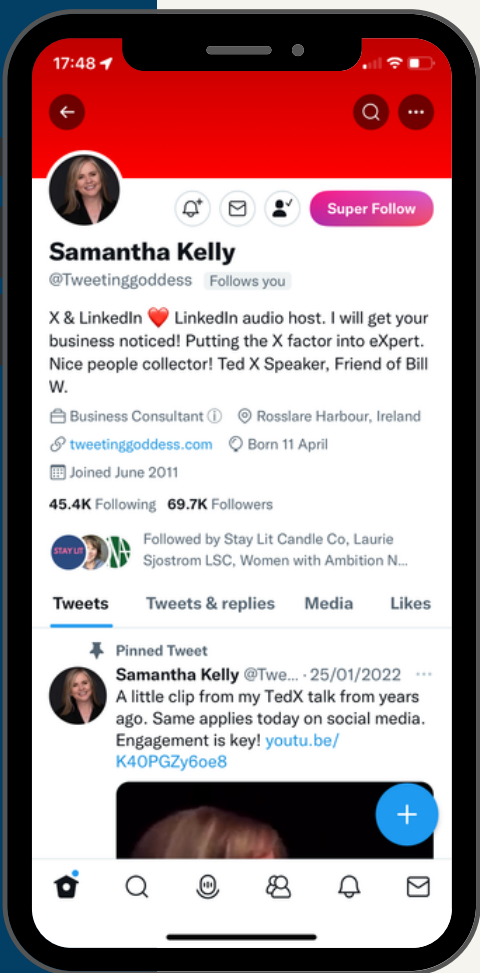 17:48
Super Follow
Samantha Kelly
@Tweetinggoddess Follows you
X & LinkedIn ❤️ LinkedIn audio host. I will get your
business noticed! Putting the X factor into eXpert.
Nice people collector! Ted X Speaker, Friend of Bill
W.
Business Consultant Rosslare Harbour, Ireland
tweetinggoddess.com Born 11 April
Joined June 2011
45.4K Following 69.7K Followers
STAY LIT
Followed by Stay Lit Candle Co, Laurie
Sjostrom LSC, Women with Ambition N...
Tweets Tweets & replies Media Likes
Pinned Tweet
Samantha Kelly @Twe... · 25/01/2022
A little clip from my TedX talk from years
ago. Same applies today on social media.
Engagement is key! youtu.be/
K40PGZy6oe8